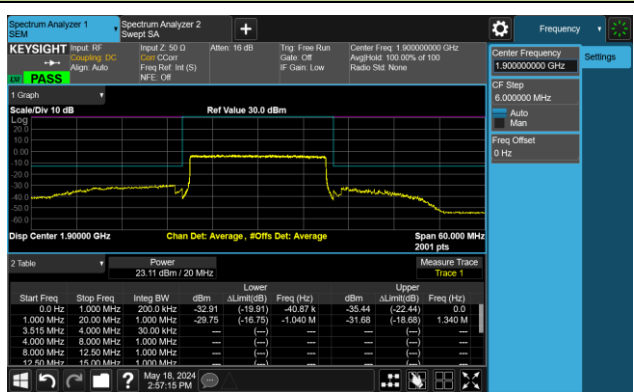 Spectrum Analyzer 1
SEM
Spectrum Analyzer 2
Swept SA
Frequency
KEYSIGHT
Input: RF
Coupling: DC
Align: Auto
Input Z: 50 Ω
Corr CCorr
Freq Ref: Int (S)
NFE: Off
Atten: 16 dB
Trig: Free Run
Gate: Off
IF Gain: Low
Center Freq: 1.900000000 GHz
Avg|Hold: 100.00% of 100
Radio Std: None
PASS
Center Frequency
1.900000000 GHz
Settings
CF Step
6.000000 MHz
Auto
Man
Freq Offset
0 Hz
1 Graph
Scale/Div 10 dB
Ref Value 30.0 dBm
Log
20.0
10.0
0.00
-10.0
-20.0
-30.0
-40.0
-50.0
-60.0
Disp Center 1.90000 GHz
Chan Det: Average , #Offs Det: Average
Span 60.000 MHz
2001 pts
2 Table
Power
23.11 dBm / 20 MHz
Measure Trace
Trace 1
Lower Upper
Start Freq Stop Freq Integ BW dBm ΔLimit(dB) Freq (Hz) dBm ΔLimit(dB) Freq (Hz)
0.0 Hz 1.000 MHz 200.0 kHz -32.91 (-19.91) -40.87 k -35.44 (-22.44) 0.0
1.000 MHz 20.00 MHz 1.000 MHz -29.75 (-16.75) -1.040 M -31.68 (-18.68) 1.340 M
3.515 MHz 4.000 MHz 30.00 kHz --- (---) --- --- (---) ---
4.000 MHz 8.000 MHz 1.000 MHz --- (---) --- --- (---) ---
8.000 MHz 12.50 MHz 1.000 MHz --- (---) --- --- (---) ---
12.50 MHz 15.00 MHz 1.000 MHz --- (---) --- --- (---) ---
May 18, 2024
2:57:15 PM